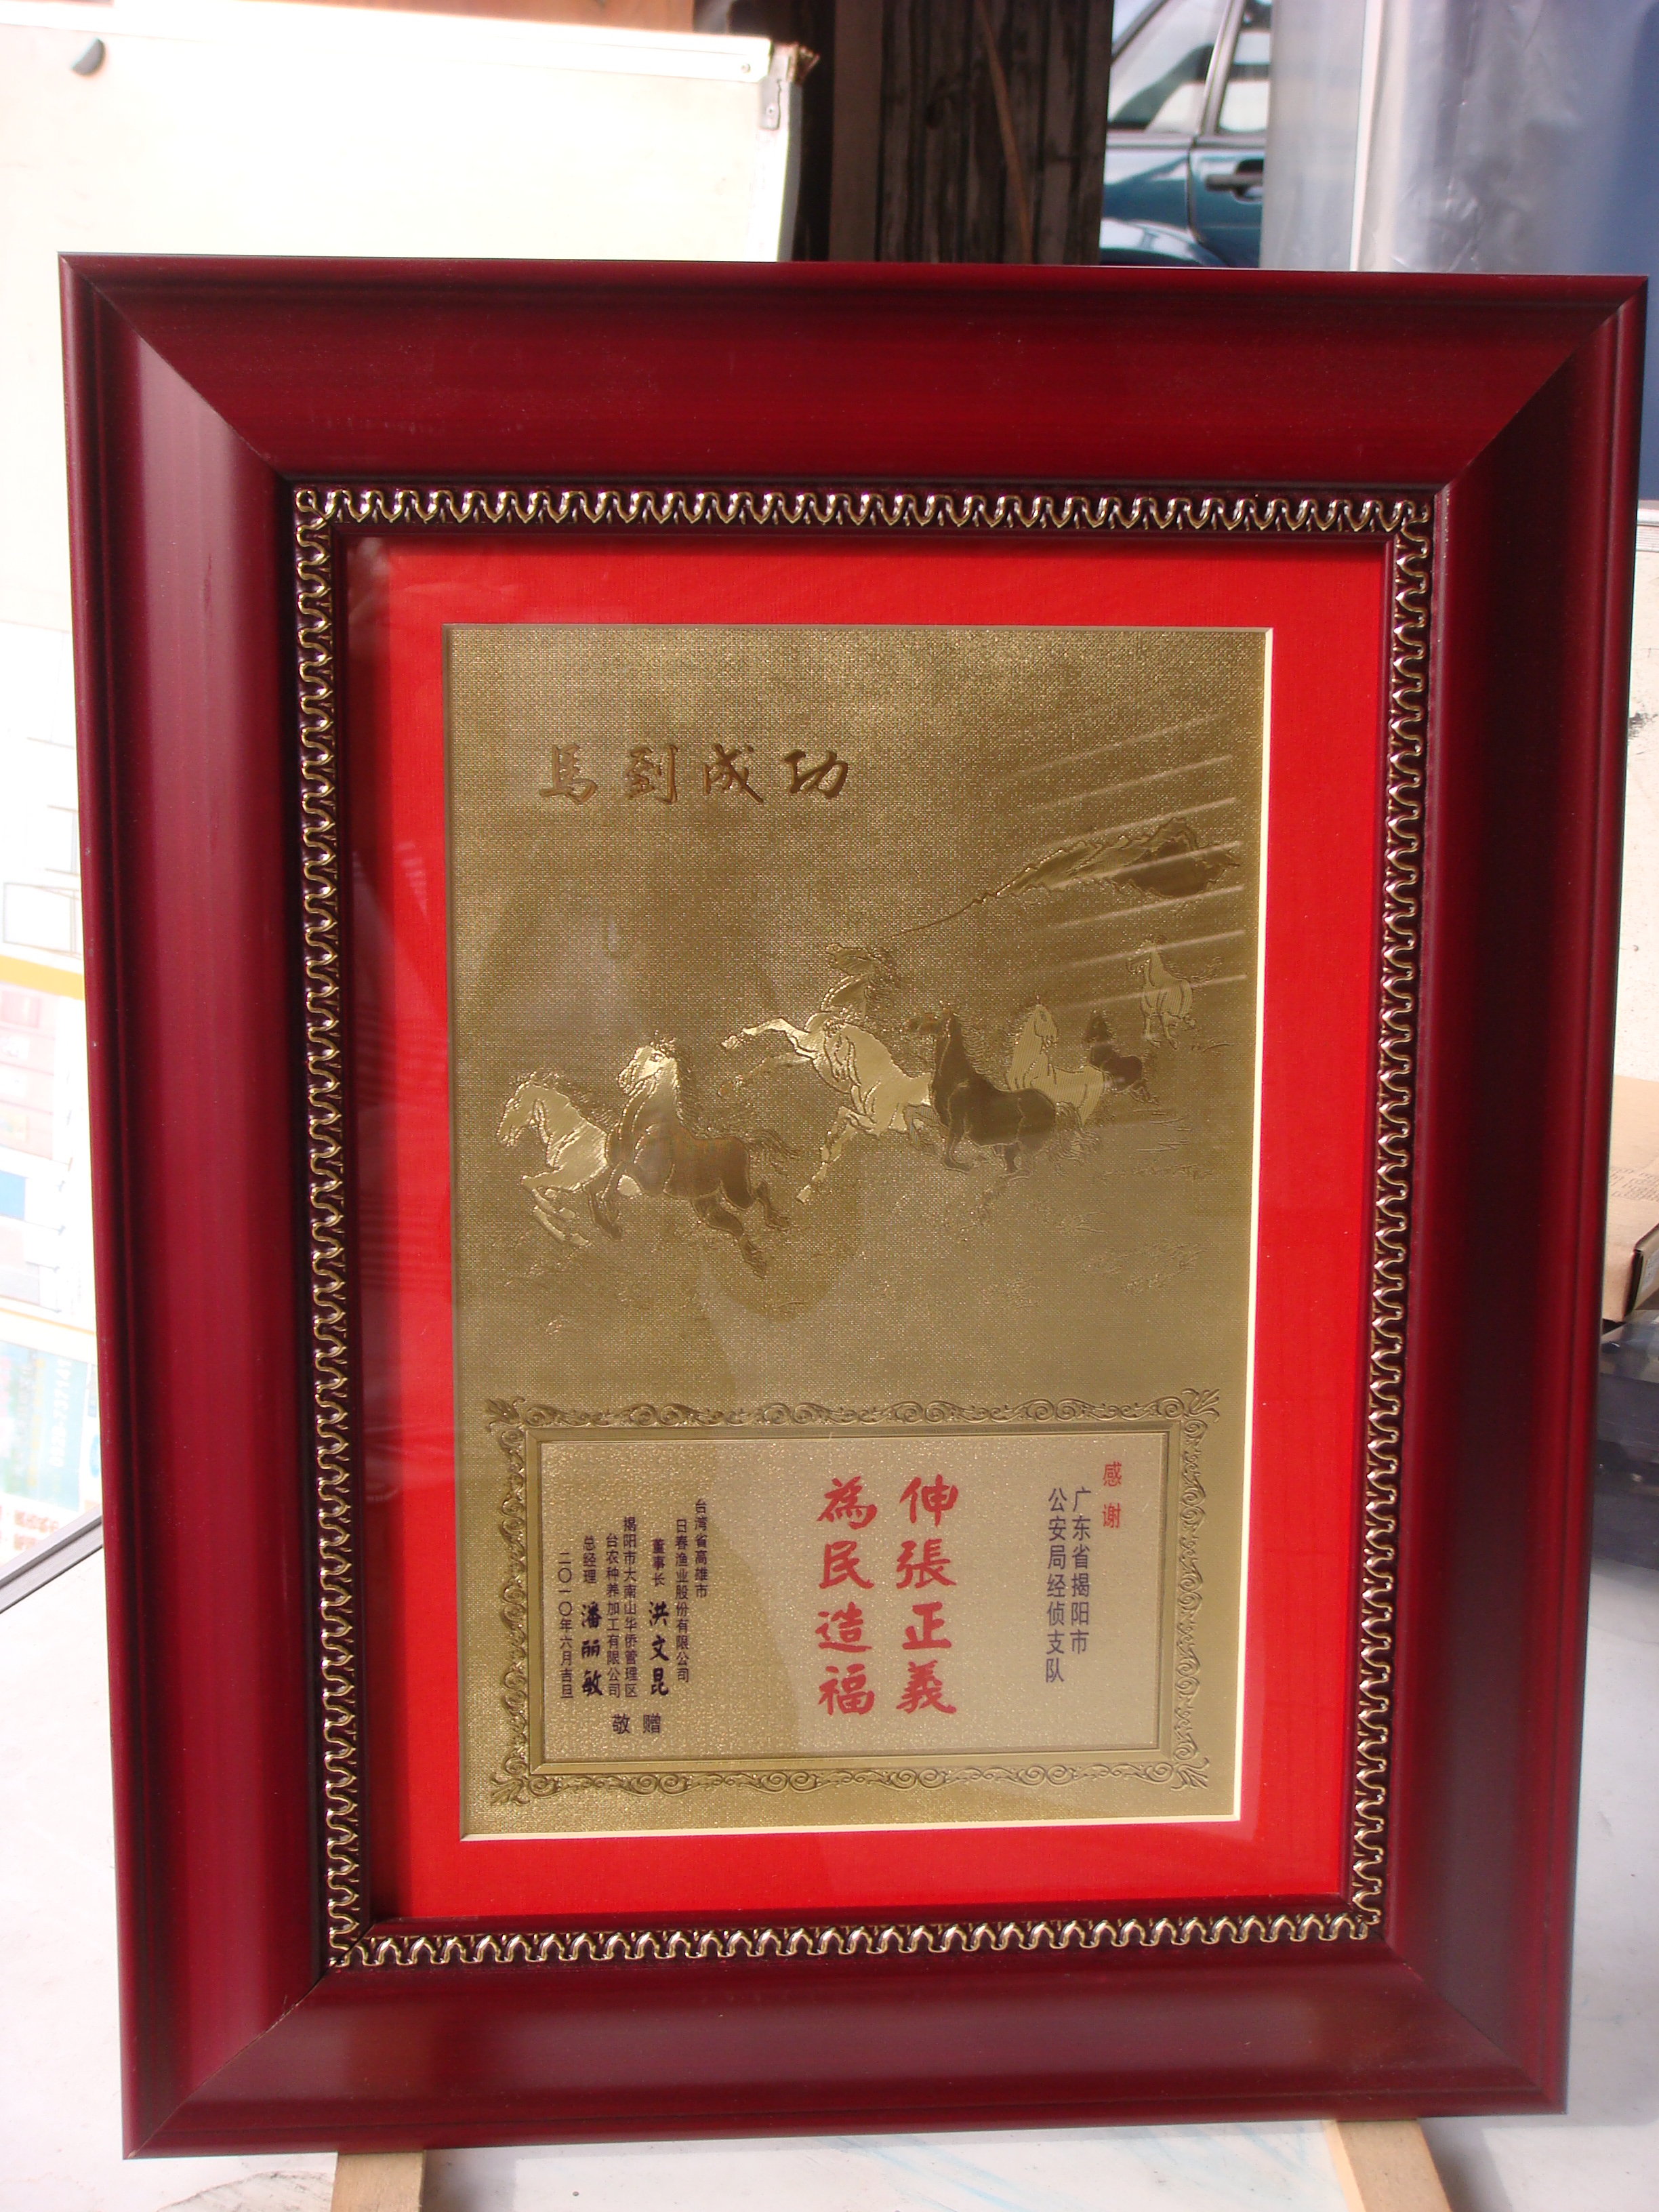 馬到成功
感谢
广东省揭阳市
公安局经侦支队
伸張正義
為民造福
台湾省高雄市
日春渔业股份有限公司
董事长 洪文昆
揭阳市大南山华侨管理区
台农种养加工有限公司
总经理 潘丽敏
敬赠
二〇一〇年六月吉旦